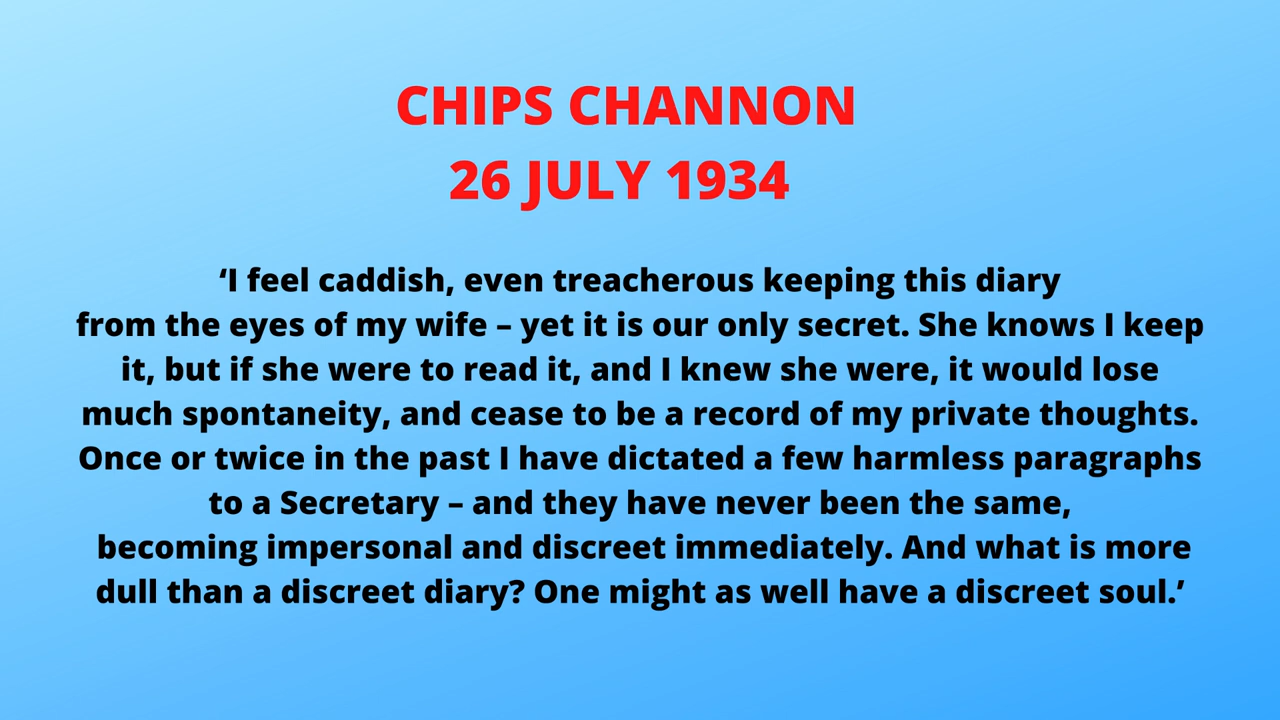 CHIPS CHANNON
26 JULY 1934
‘I feel caddish, even treacherous keeping this diary
from the eyes of my wife – yet it is our only secret. She knows I keep
it, but if she were to read it, and I knew she were, it would lose
much spontaneity, and cease to be a record of my private thoughts.
Once or twice in the past I have dictated a few harmless paragraphs
to a Secretary – and they have never been the same,
becoming impersonal and discreet immediately. And what is more
dull than a discreet diary? One might as well have a discreet soul.’